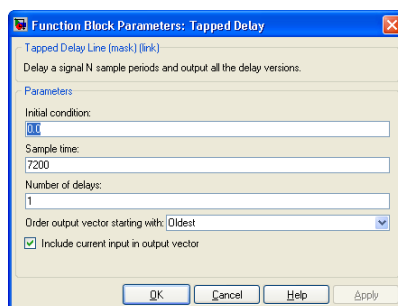 Function Block Parameters: Tapped Delay
Tapped Delay Line (mask) (link)
Delay a signal N sample periods and output all the delay versions.
Parameters
Initial condition:
0.0
Sample time:
7200
Number of delays:
1
Order output vector starting with: Oldest
Include current input in output vector
OK Cancel Help Apply